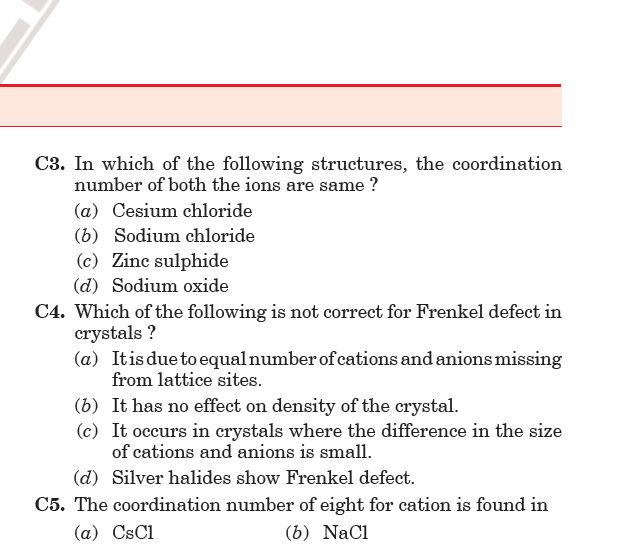 C3. In which of the following structures, the coordination
number of both the ions are same ?
(a) Cesium chloride
(b) Sodium chloride
(c) Zinc sulphide
(d) Sodium oxide
C4. Which of the following is not correct for Frenkel defect in
crystals ?
(a) It is due to equal number of cations and anions missing
from lattice sites.
(b) It has no effect on density of the crystal.
(c) It occurs in crystals where the difference in the size
of cations and anions is small.
(d) Silver halides show Frenkel defect.
C5. The coordination number of eight for cation is found in
(a) CsCl (b) NaCl